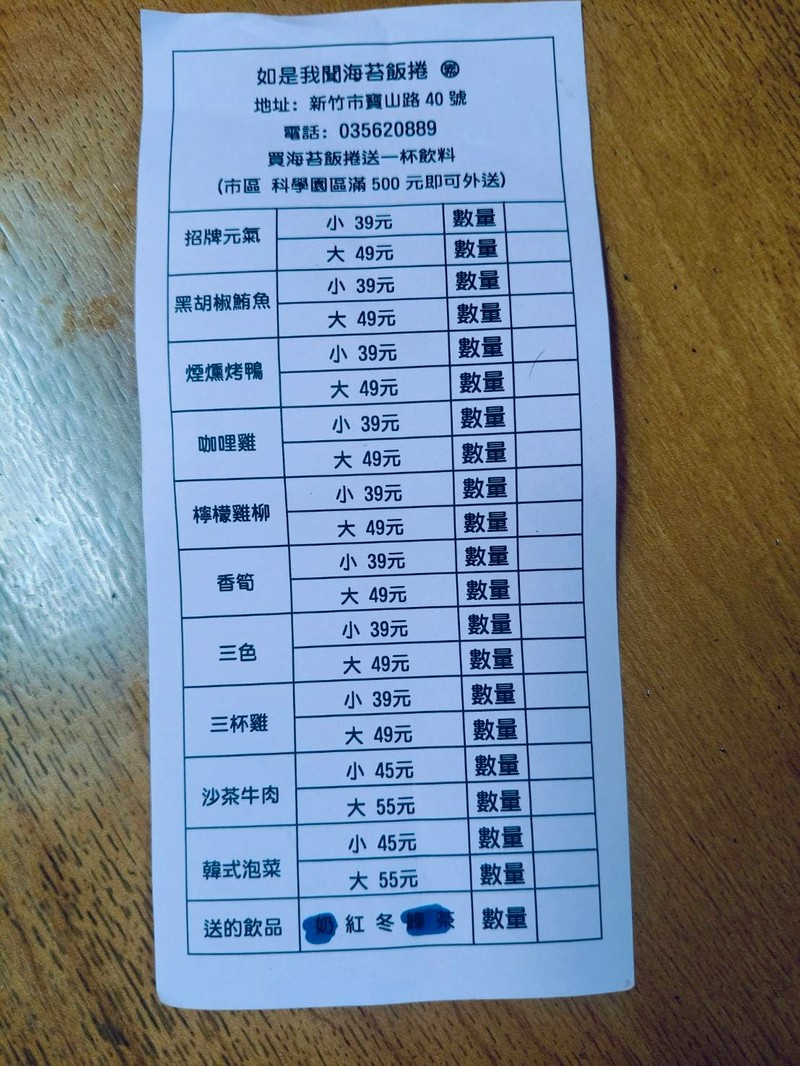 如是我聞海苔飯捲 素
地址: 新竹市寶山路 40 號
電話: 035620889
買海苔飯捲送一杯飲料
(市區 科學園區滿 500 元即可外送)
招牌元氣 小 39元 數量
大 49元 數量
黑胡椒鮪魚 小 39元 數量
大 49元 數量
煙燻烤鴨 小 39元 數量
大 49元 數量
咖哩雞 小 39元 數量
大 49元 數量
檸檬雞柳 小 39元 數量
大 49元 數量
香筍 小 39元 數量
大 49元 數量
三色 小 39元 數量
大 49元 數量
三杯雞 小 39元 數量
大 49元 數量
沙茶牛肉 小 45元 數量
大 55元 數量
韓式泡菜 小 45元 數量
大 55元 數量
送的飲品 奶 紅 冬 綠 茶 數量